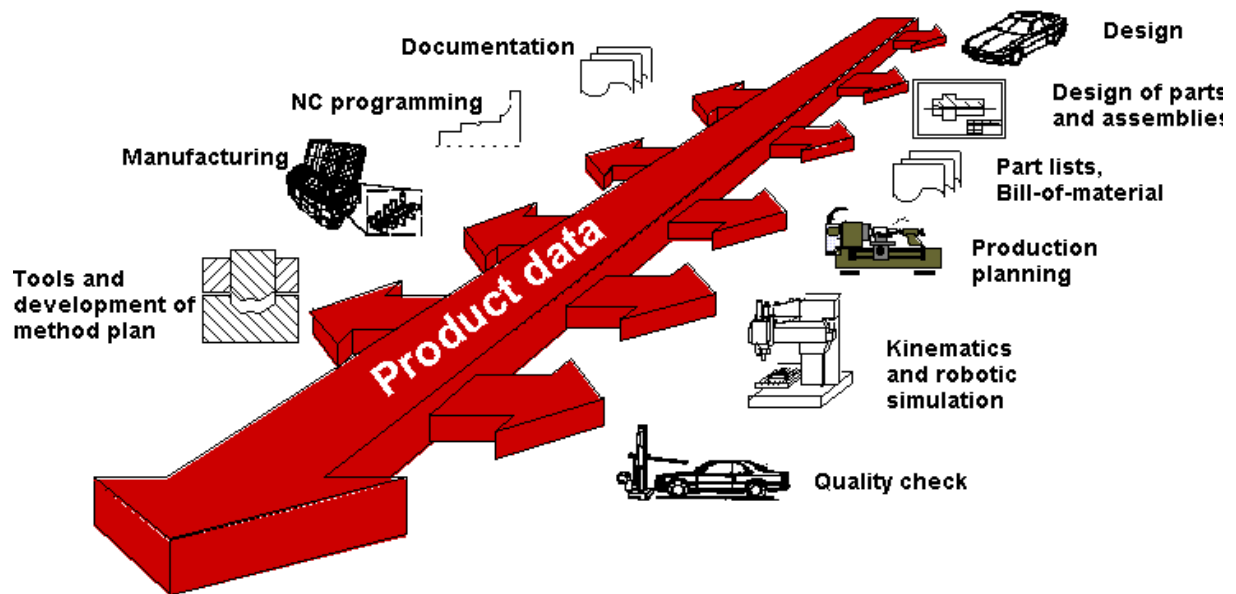 Documentation
NC programming
Manufacturing
Tools and
development of
method plan
Product data
Design
Design of parts
and assemblies
Part lists,
Bill-of-material
Production
planning
Kinematics
and robotic
simulation
Quality check